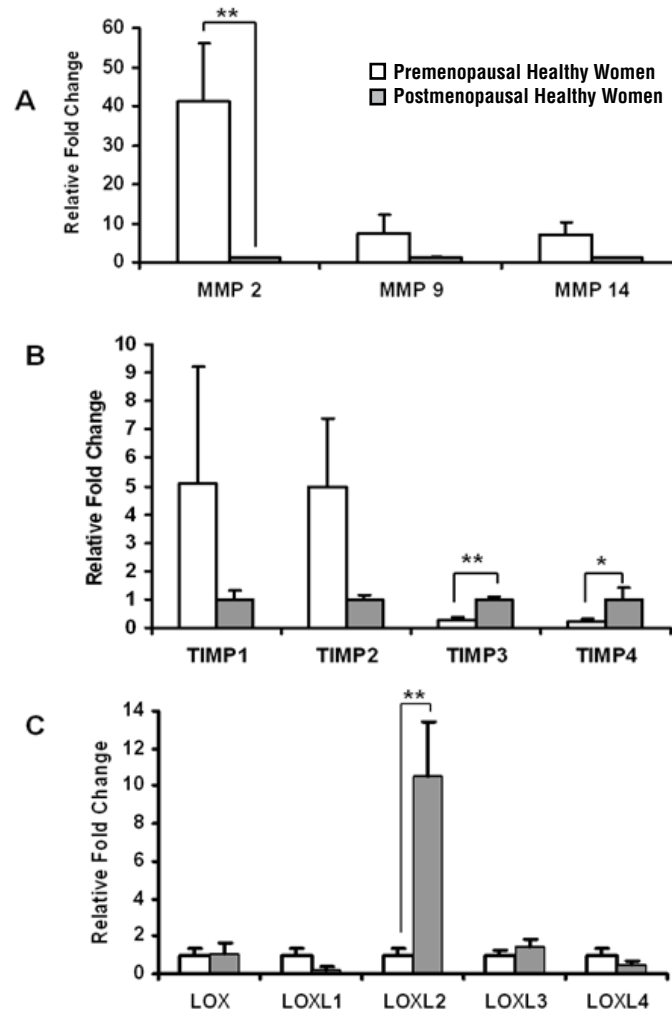 A
Relative Fold Change
60
50
40
30
20
10
0
**
Premenopausal Healthy Women
Postmenopausal Healthy Women
MMP 2 MMP 9 MMP 14
B
Relative Fold Change
10
9
8
7
6
5
4
3
2
1
0
** *
TIMP1 TIMP2 TIMP3 TIMP4
C
Relative Fold Change
14
12
10
8
6
4
2
0
**
LOX LOXL1 LOXL2 LOXL3 LOXL4